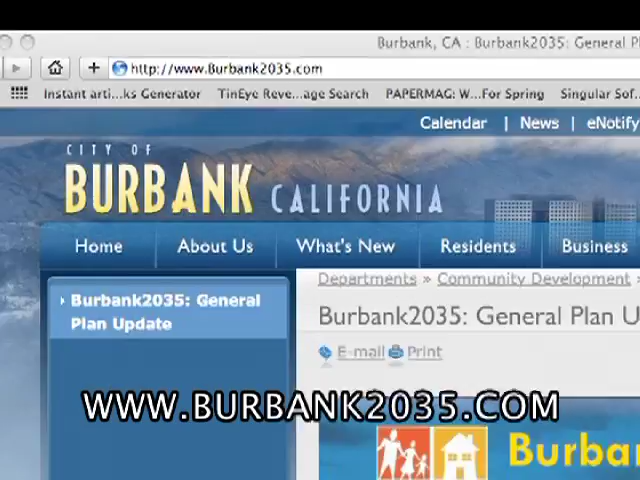 Burbank, CA : Burbank2035: General
http://www.Burbank2035.com
Instant arti...ks Generator TinEye Reve...age Search PAPERMAG: W...For Spring Singular Sof
Calendar | News | eNotify
CITY OF
BURBANK CALIFORNIA
Home About Us What's New Residents Business
Departments » Community Development »
Burbank2035: General Plan U
Burbank2035: General
Plan Update
E-mail Print
WWW.BURBANK2035.COM
Burba